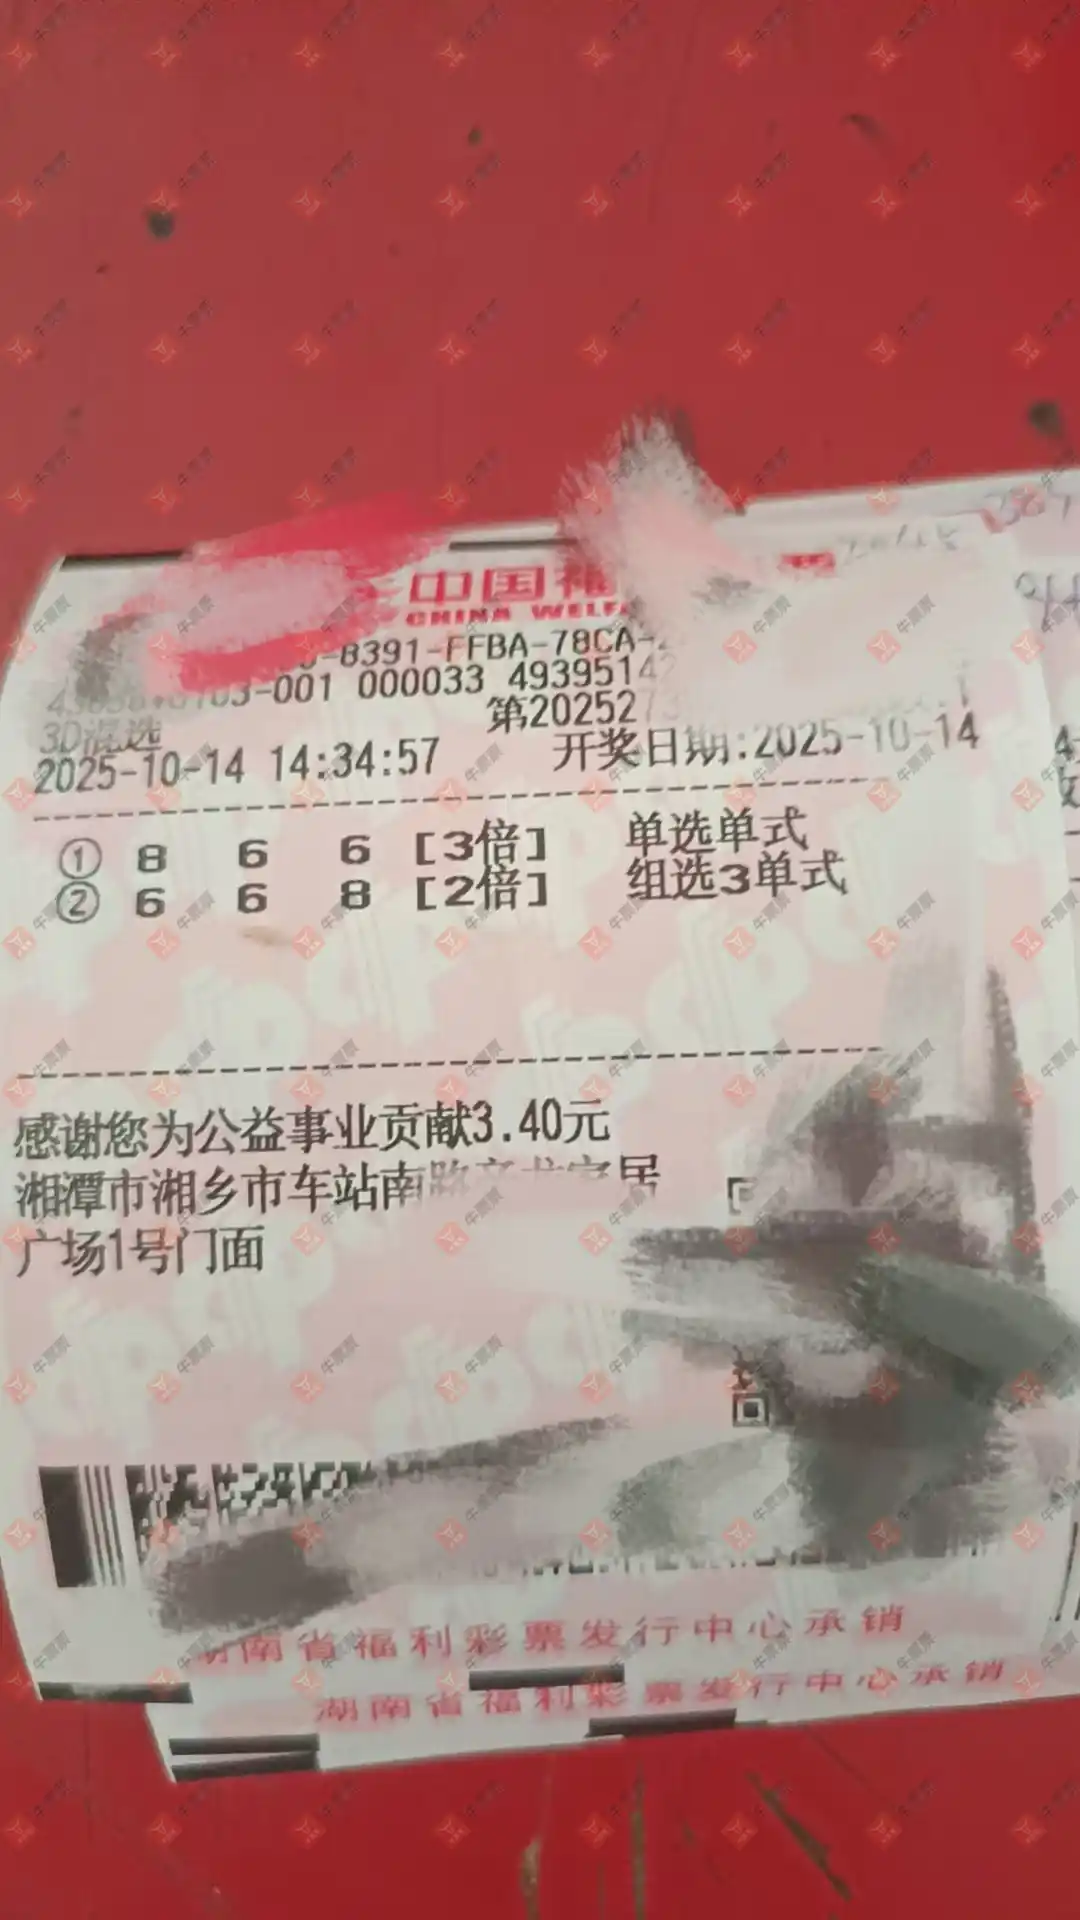 中国福
CHINA WELF
-8391-FFBA-78CA-
-001 000033 4939514
3D混选
第20252
2025-10-14 14:34:57 开奖日期:2025-10-14
① 8 6 6 [3倍] 单选单式
② 6 6 8 [2倍] 组选3单式
感谢您为公益事业贡献3.40元
湘潭市湘乡市车站南
居
广场1号门面
湖南省福利彩票发行中心承销
湖南省福利彩票发行中心承销
牛票票